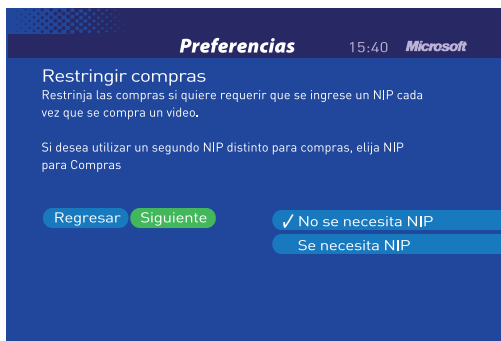 Preferencias 15:40 Microsoft
Restringir compras
Restrinja las compras si quiere requerir que se ingrese un NIP cada
vez que se compra un video.
Si desea utilizar un segundo NIP distinto para compras, elija NIP
para Compras
Regresar Siguiente ✓ No se necesita NIP
Se necesita NIP